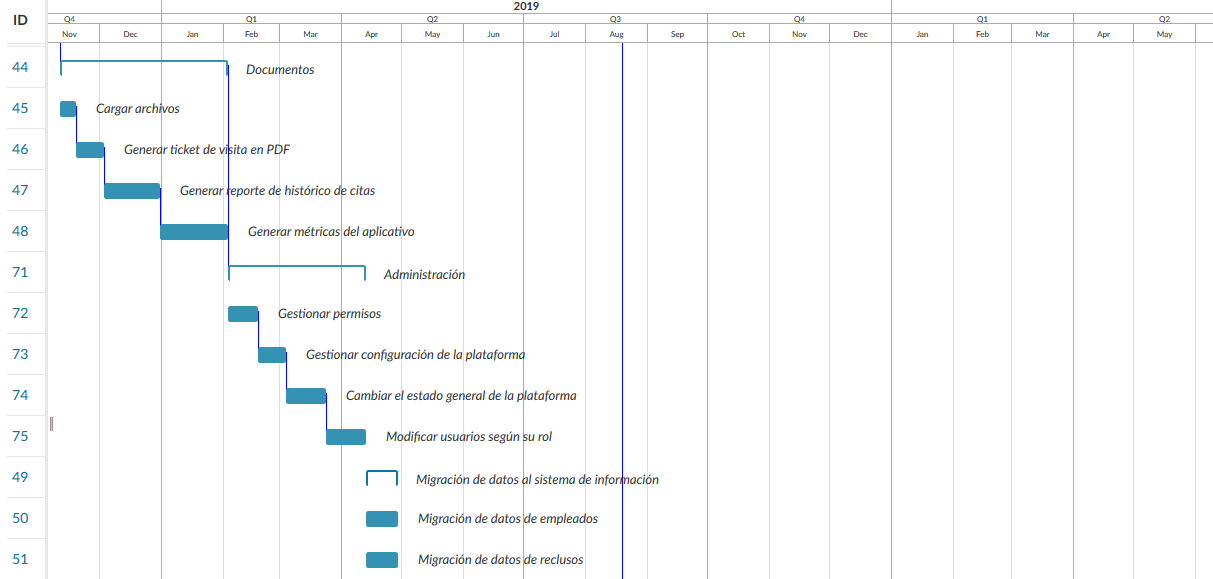 2019
ID
Q4 Q1 Q2 Q3 Q4 Q1 Q2
Nov Dec Jan Feb Mar Apr May Jun Jul Aug Sep Oct Nov Dec Jan Feb Mar Apr May
44 Documentos
45 Cargar archivos
46 Generar ticket de visita en PDF
47 Generar reporte de histórico de citas
48 Generar métricas del aplicativo
71 Administración
72 Gestionar permisos
73 Gestionar configuración de la plataforma
74 Cambiar el estado general de la plataforma
75 Modificar usuarios según su rol
49 Migración de datos al sistema de información
50 Migración de datos de empleados
51 Migración de datos de reclusos